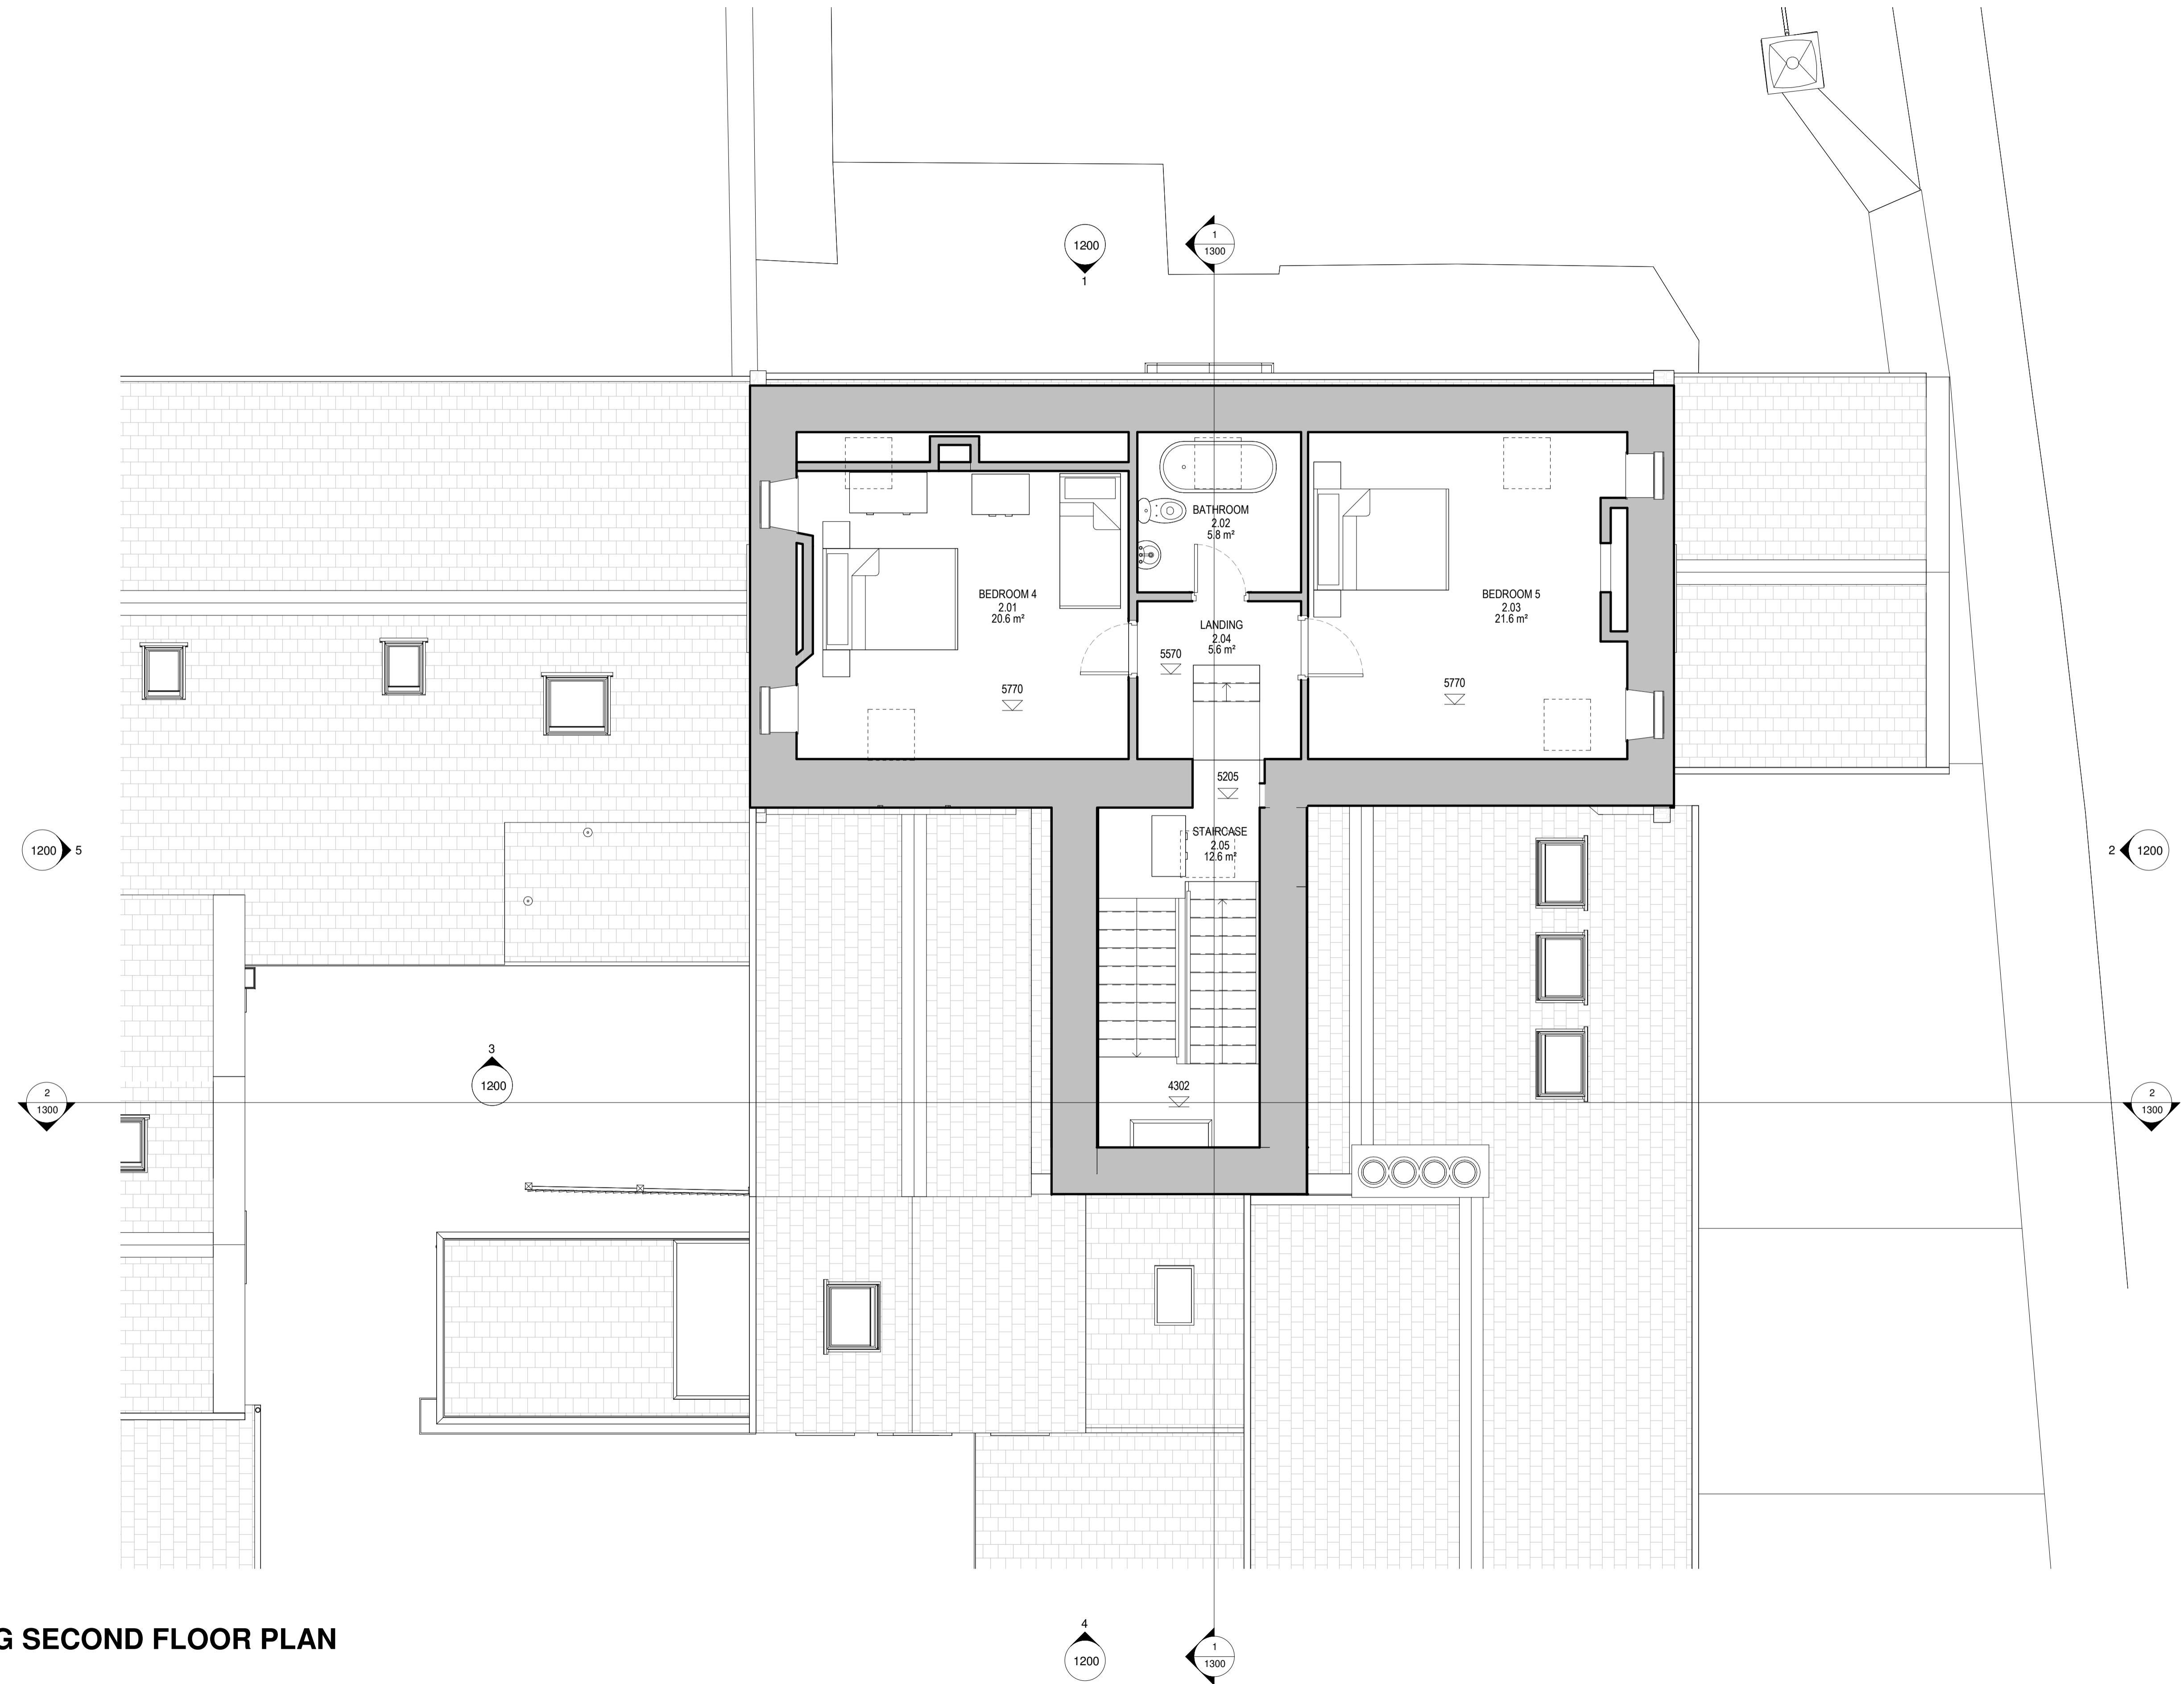 1200
1
1
1300
BATHROOM
2.02
5.8 m²
BEDROOM 4
2.01
20.6 m²
BEDROOM 5
2.03
21.6 m²
LANDING
2.04
5.6 m²
5570
5770
5770
5205
STAIRCASE
2.05
12.6 m²
1200
5
2
1200
3
1200
2
1300
4302
2
1300
4
1200
1
1300
G SECOND FLOOR PLAN